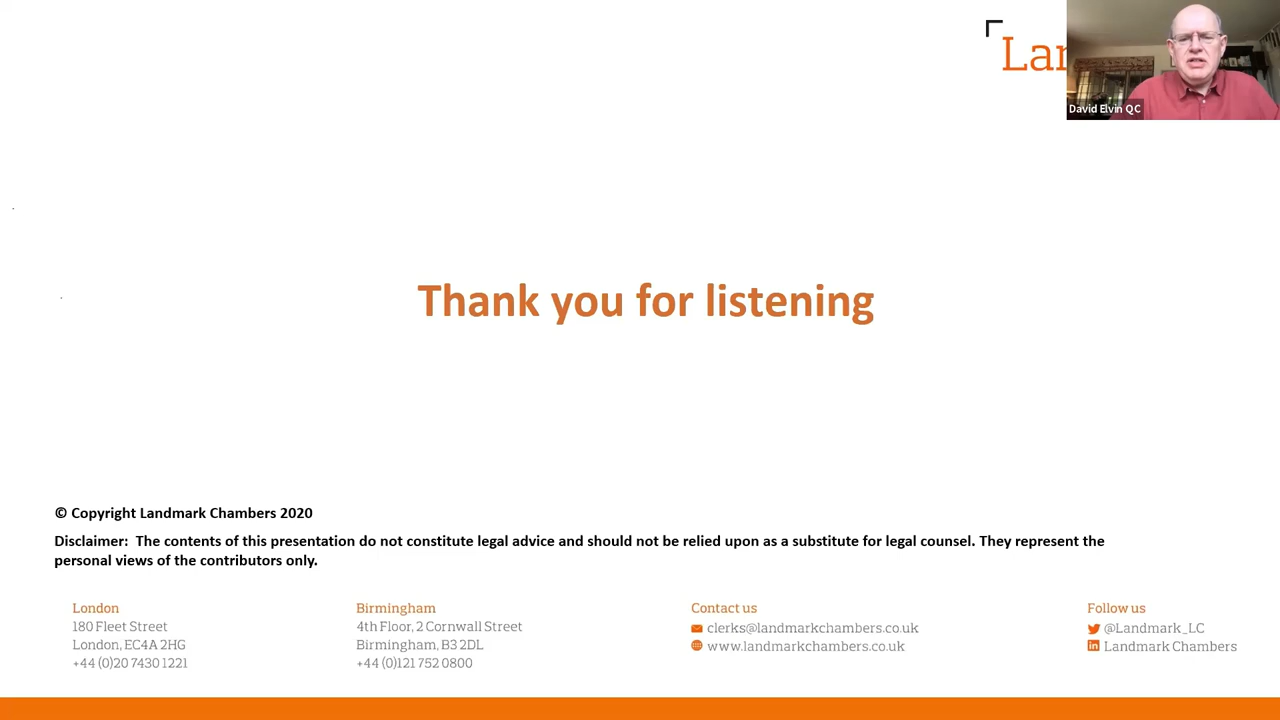 Lan
David Elvin QC
Thank you for listening
© Copyright Landmark Chambers 2020
Disclaimer: The contents of this presentation do not constitute legal advice and should not be relied upon as a substitute for legal counsel. They represent the
personal views of the contributors only.
London
180 Fleet Street
London, EC4A 2HG
+44 (0)20 7430 1221
Birmingham
4th Floor, 2 Cornwall Street
Birmingham, B3 2DL
+44 (0)121 752 0800
Contact us
clerks@landmarkchambers.co.uk
www.landmarkchambers.co.uk
Follow us
@Landmark_LC
Landmark Chambers